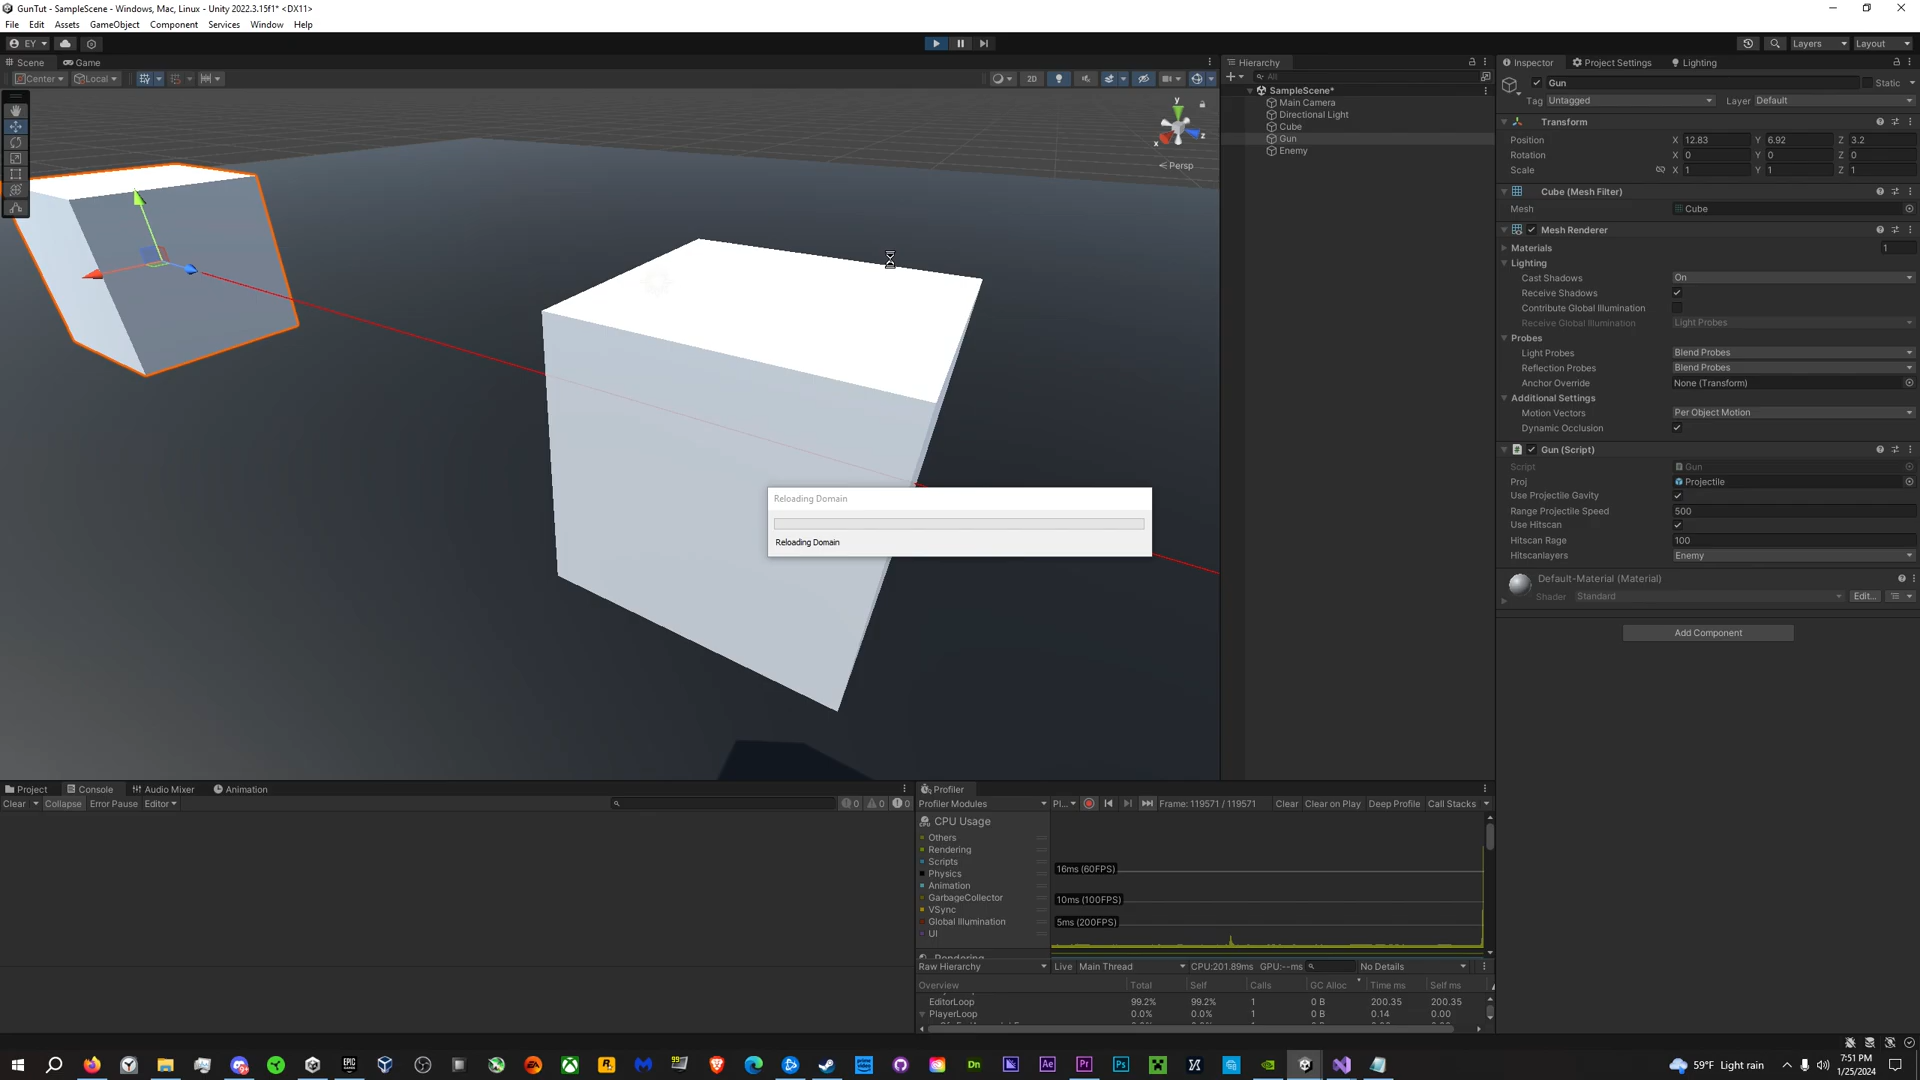 GunTut - SampleScene - Windows, Mac, Linux - Unity 2022.3.15f1* <DX11>
File Edit Assets GameObject Component Services Window Help
EY Layers Layout
Scene Game
Center Local 2D
y
z
x
Persp
Hierarchy
All
SampleScene*
Main Camera
Directional Light
Cube
Gun
Enemy
Inspector Project Settings Lighting
Gun Static
Tag Untagged Layer Default
Transform
Position X 12.83 Y 6.92 Z 3.2
Rotation X 0 Y 0 Z 0
Scale X 1 Y 1 Z 1
Cube (Mesh Filter)
Mesh Cube
Mesh Renderer
Materials 1
Lighting
Cast Shadows On
Receive Shadows
Contribute Global Illumination
Receive Global Illumination Light Probes
Probes
Light Probes Blend Probes
Reflection Probes Blend Probes
Anchor Override None (Transform)
Additional Settings
Motion Vectors Per Object Motion
Dynamic Occlusion
Gun (Script)
Script Gun
Proj Projectile
Use Projectile Gavity
Range Projectile Speed 500
Use Hitscan
Hitscan Rage 100
Hitscanlayers Enemy
Default-Material (Material)
Shader Standard Edit...
Add Component
Reloading Domain
Reloading Domain
Project Console Audio Mixer Animation
Clear Collapse Error Pause Editor 0 0 0
Profiler
Profiler Modules Pl... Frame: 119571 / 119571 Clear Clear on Play Deep Profile Call Stacks
CPU Usage
Others
Rendering
Scripts
Physics
Animation
GarbageCollector
VSync
Global Illumination
UI
Rendering
16ms (60FPS)
10ms (100FPS)
5ms (200FPS)
Raw Hierarchy Live Main Thread CPU:201.89ms GPU:--ms No Details
Overview Total Self Calls GC Alloc Time ms Self ms
EditorLoop 99.2% 99.2% 1 0 B 200.35 200.35
PlayerLoop 0.0% 0.0% 1 0 B 0.14 0.00
59°F Light rain
7:51 PM
1/25/2024